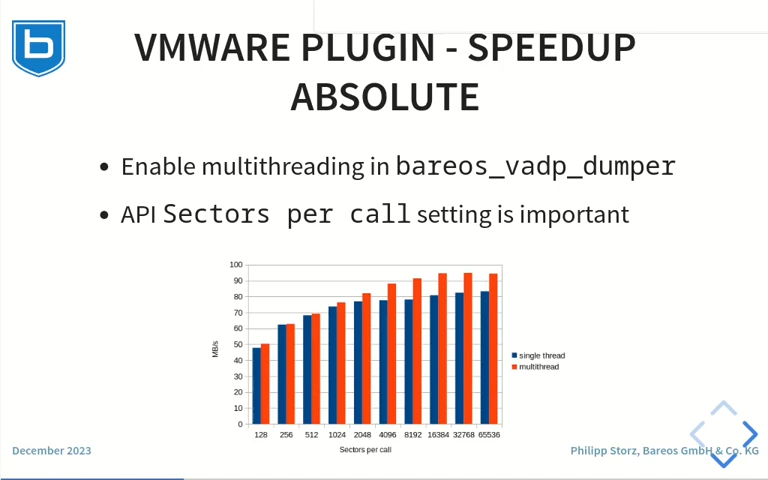 b
VMWARE PLUGIN - SPEEDUP
ABSOLUTE
• Enable multithreading in bareos_vadp_dumper
• API Sectors per call setting is important
100
90
80
70
60
50
40
30
20
10
0
MB/s
128 256 512 1024 2048 4096 8192 16384 32768 65536
Sectors per call
single thread
multithread
December 2023
Philipp Storz, Bareos GmbH & Co. KG